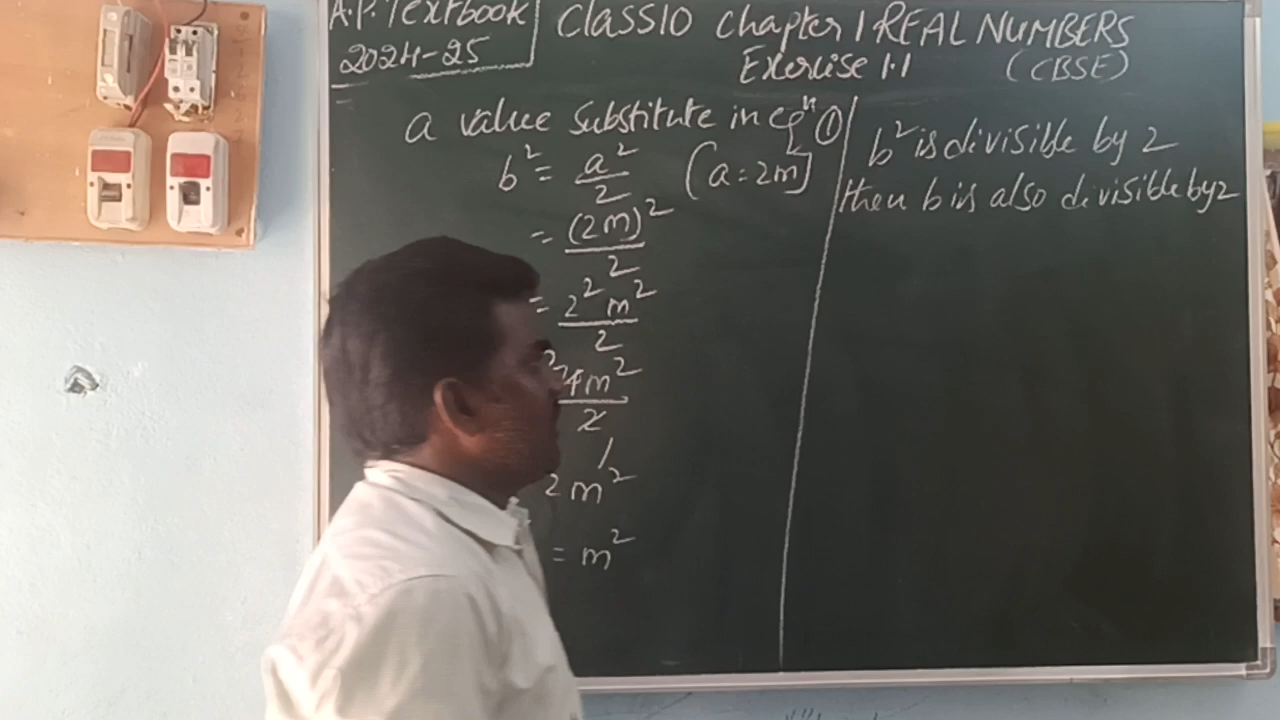 A.P. Textbook
2024-25
Class10 Chapter 1 REAL NUMBERS
Exercise 1.1 (CBSE)
a value substitute in eqⁿ ①
b² = a²/2 (a=2m]
= (2m)²/2
= 2²m²/2
2 4m²/2
1
2m²
= m²
b² is divisible by 2
then b is also divisible by 2